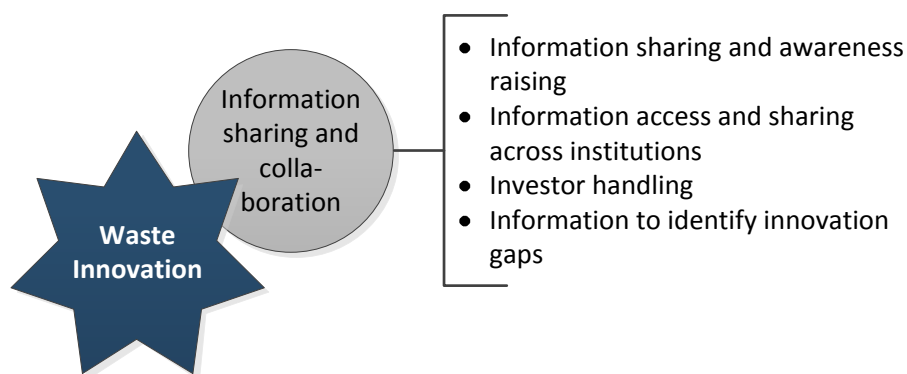 Information
sharing and
colla-
boration
Waste
Innovation
• Information sharing and awareness
raising
• Information access and sharing
across institutions
• Investor handling
• Information to identify innovation
gaps